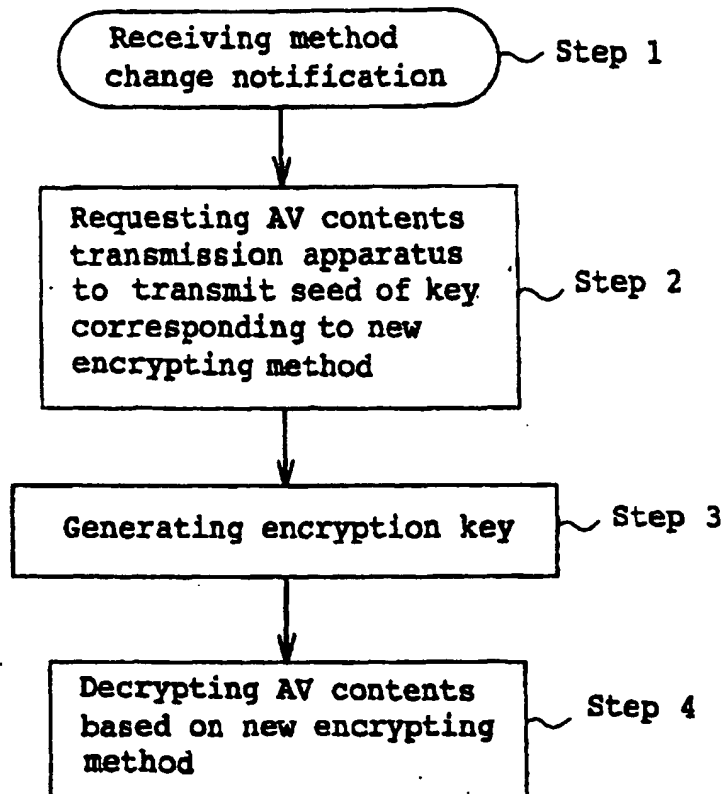 Receiving method
change notification
Step 1
Requesting AV contents
transmission apparatus
to transmit seed of key
corresponding to new
encrypting method
Step 2
Generating encryption key
Step 3
Decrypting AV contents
based on new encrypting
method
Step 4